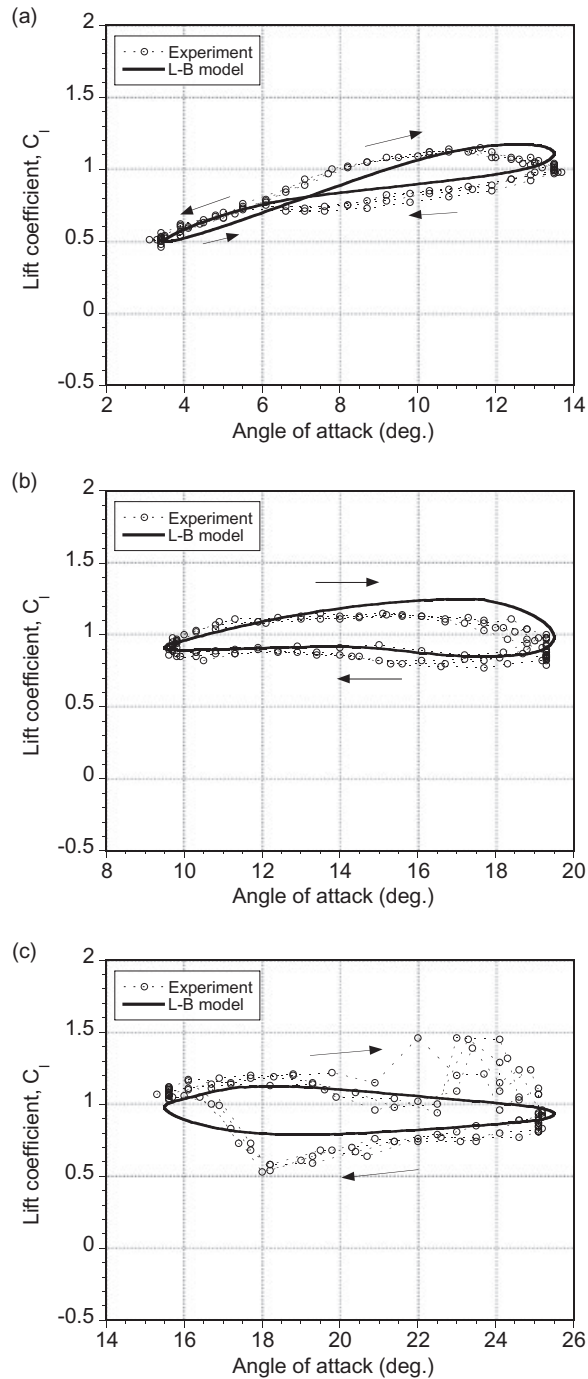 (a)
2
1.5
1
0.5
0
-0.5
Lift coefficient, C_l
Experiment
L-B model
2 4 6 8 10 12 14
Angle of attack (deg.)
(b)
2
1.5
1
0.5
0
-0.5
Lift coefficient, C_l
Experiment
L-B model
8 10 12 14 16 18 20
Angle of attack (deg.)
(c)
2
1.5
1
0.5
0
-0.5
Lift coefficient, C_l
Experiment
L-B model
14 16 18 20 22 24 26
Angle of attack (deg.)